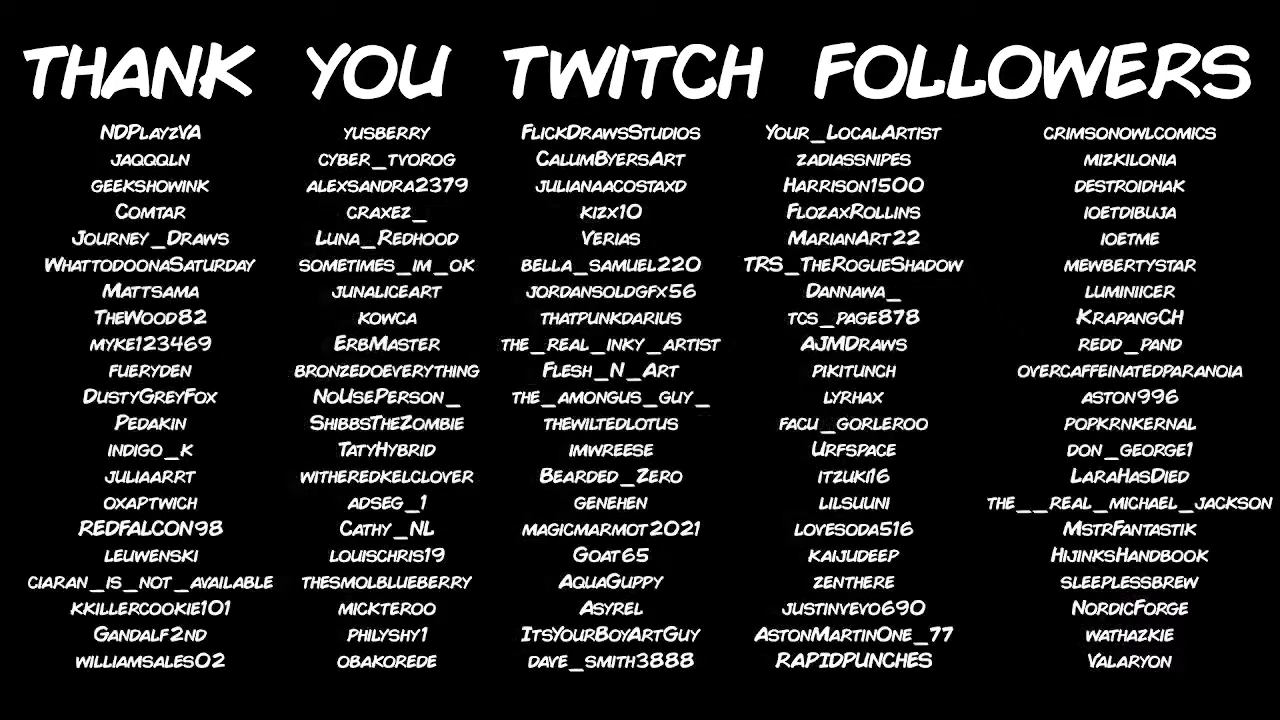 THANK YOU TWITCH FOLLOWERS
NDPlayzVA yusberry FlickDrawsStudios Your_LocalArtist crimsonowlcomics
jaqqqln cyber_tvorog CalumByersArt zadiassnipes mizkilonia
geekshowink alexsandra2379 julianaacostaxd Harrison1500 destroidhak
Comtar craxez_ kizx10 FlozaxRollins ioetdibuja
Journey_Draws Luna_Redhood Verias MarianArt22 ioetme
WhattodoonaSaturday sometimes_im_ok bella_samuel220 TRS_TheRogueShadow mewbertystar
Mattsama junaliceart jordansoldgfx56 Dannawa_ luminiicer
TheWood82 kowca thatpunkdarius tcs_page878 KrapangCH
myke123469 ErbMaster the_real_inky_artist AJMDraws redd_pand
fueryden bronzedoeverything Flesh_N_Art pikitunch overcaffeinatedparanoia
DustyGreyFox NoUsePerson_ the_amongus_guy_ lyrhax aston996
Pedakin ShibbsTheZombie thewiltedlotus facu_gorleroo popkrnkernal
indigo_k TatyHybrid imwreese Urfspace don_george1
juliaarrt witheredkelclover Bearded_Zero itzuki16 LaraHasDied
oxaptwich adseg_1 genehen lilsuuni the__real_michael_jackson
REDFALCON98 Cathy_NL magicmarmot2021 lovesoda516 MstrFantastik
leuwenski louischris19 Goat65 kaijudeep HijinksHandbook
ciaran_is_not_available thesmolblueberry AquaGuppy zenthere sleeplessbrew
kkillercookie101 mickteroo Asyrel justinvevo690 NordicForge
Gandalf2nd philyshy1 ItsYourBoyArtGuy AstonMartinOne_77 wathazkie
williamsales02 obakorede dave_smith3888 RAPIDPUNCHES Valaryon